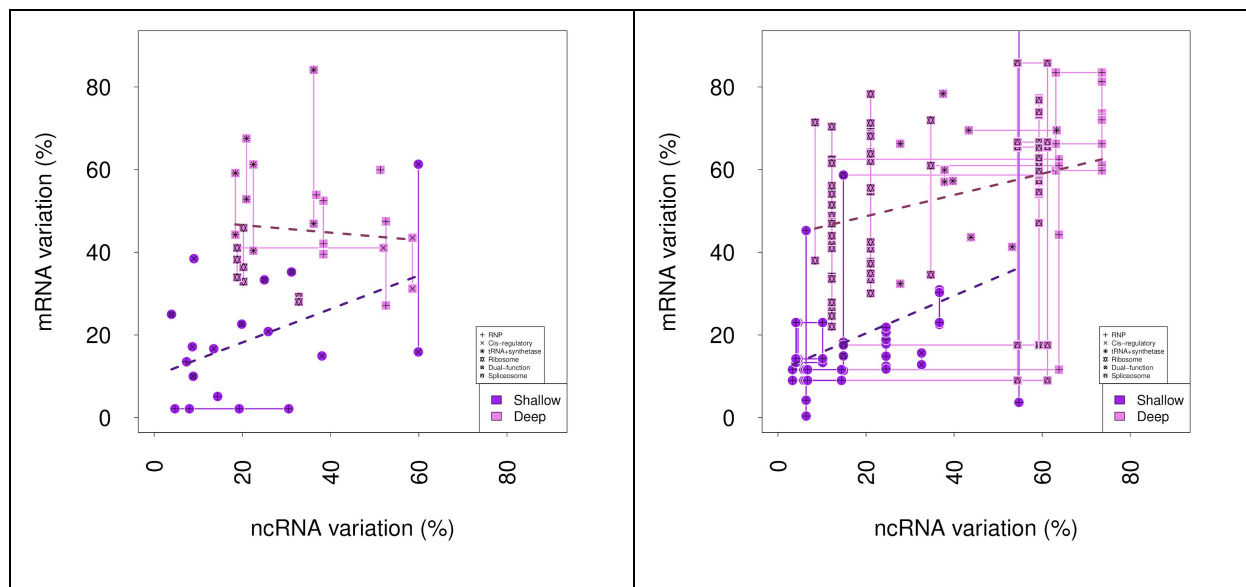 mRNA variation (%)
80
60
40
20
0
0
20
40
60
80
ncRNA variation (%)
RNP
Cis-regulatory
tRNA+synthetase
Ribosome
Dual-function
Spliceosome
Shallow
Deep
mRNA variation (%)
80
60
40
20
0
0
20
40
60
80
ncRNA variation (%)
RNP
Cis-regulatory
tRNA+synthetase
Ribosome
Dual-function
Spliceosome
Shallow
Deep